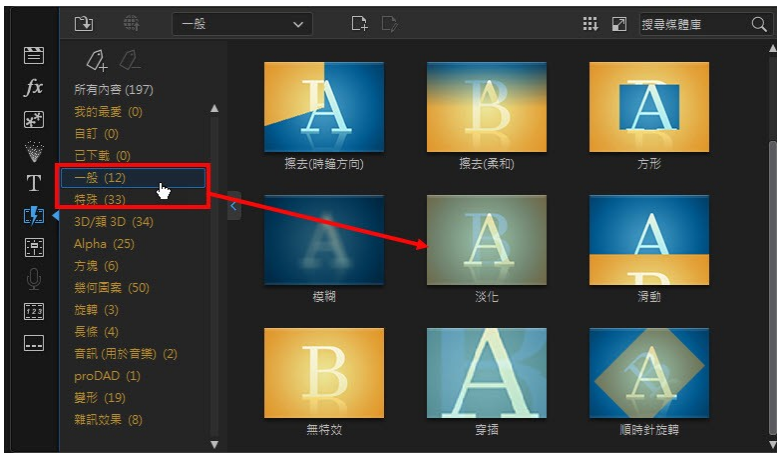 一般
搜尋媒體庫
所有內容 (197)
我的最愛 (0)
自訂 (0)
已下載 (0)
一般 (12)
特殊 (33)
3D/類 3D (34)
Alpha (25)
方塊 (6)
幾何圖案 (50)
旋轉 (3)
長條 (4)
音訊 (用於音樂) (2)
proDAD (1)
變形 (19)
雜訊效果 (8)
fx
T
1 2 3
A
B
A
擦去(時鐘方向)
擦去(柔和)
方形
A
A
B
A
B
模糊
淡化
滑動
B
A
B
A
無特效
穿插
順時針旋轉